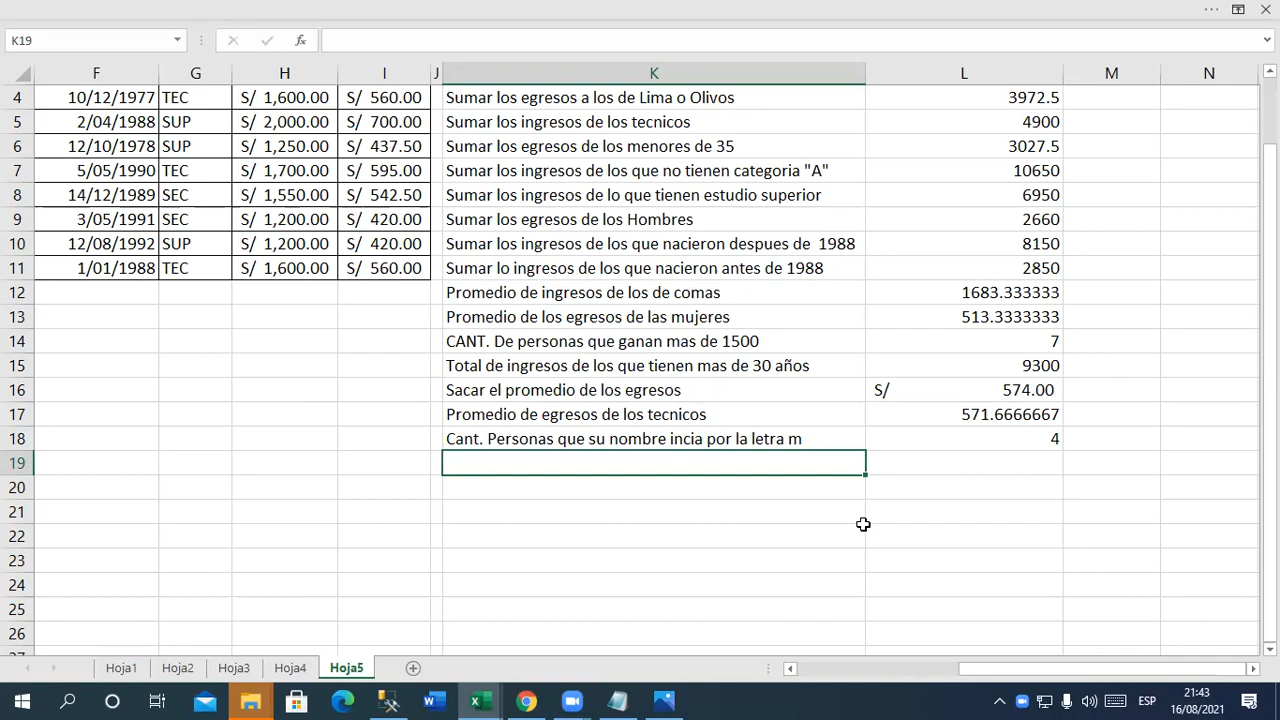 K19
fx
F G H I J K L M N
4 10/12/1977 TEC S/ 1,600.00 S/ 560.00 Sumar los egresos a los de Lima o Olivos 3972.5
5 2/04/1988 SUP S/ 2,000.00 S/ 700.00 Sumar los ingresos de los tecnicos 4900
6 12/10/1978 SUP S/ 1,250.00 S/ 437.50 Sumar los egresos de los menores de 35 3027.5
7 5/05/1990 TEC S/ 1,700.00 S/ 595.00 Sumar los ingresos de los que no tienen categoria "A" 10650
8 14/12/1989 SEC S/ 1,550.00 S/ 542.50 Sumar los ingresos de lo que tienen estudio superior 6950
9 3/05/1991 SEC S/ 1,200.00 S/ 420.00 Sumar los egresos de los Hombres 2660
10 12/08/1992 SUP S/ 1,200.00 S/ 420.00 Sumar los ingresos de los que nacieron despues de 1988 8150
11 1/01/1988 TEC S/ 1,600.00 S/ 560.00 Sumar lo ingresos de los que nacieron antes de 1988 2850
12 Promedio de ingresos de los de comas 1683.333333
13 Promedio de los egresos de las mujeres 513.3333333
14 CANT. De personas que ganan mas de 1500 7
15 Total de ingresos de los que tienen mas de 30 años 9300
16 Sacar el promedio de los egresos S/ 574.00
17 Promedio de egresos de los tecnicos 571.6666667
18 Cant. Personas que su nombre incia por la letra m 4
19
20
21
22
23
24
25
26
Hoja1 Hoja2 Hoja3 Hoja4 Hoja5
ESP
21:43
16/08/2021